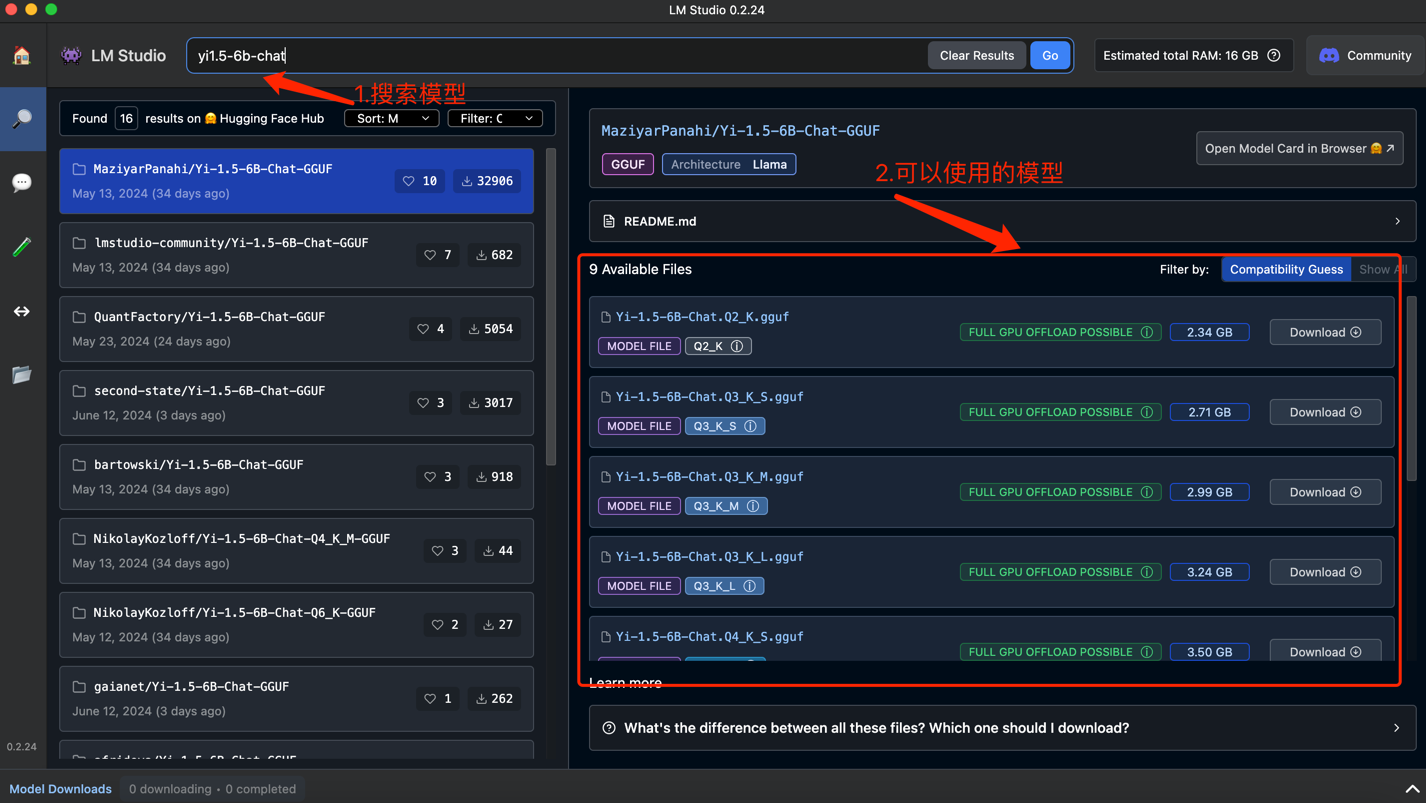 LM Studio 0.2.24
LM Studio
yi1.5-6b-chat
Clear Results
Go
Estimated total RAM: 16 GB
Community
1.搜索模型
Found 16 results on Hugging Face Hub
Sort: M
Filter: C
MaziyarPanahi/Yi-1.5-6B-Chat-GGUF
May 13, 2024 (34 days ago)
10
32906
lmstudio-community/Yi-1.5-6B-Chat-GGUF
May 13, 2024 (34 days ago)
7
682
QuantFactory/Yi-1.5-6B-Chat-GGUF
May 23, 2024 (24 days ago)
4
5054
second-state/Yi-1.5-6B-Chat-GGUF
June 12, 2024 (3 days ago)
3
3017
bartowski/Yi-1.5-6B-Chat-GGUF
May 13, 2024 (34 days ago)
3
918
NikolayKozloff/Yi-1.5-6B-Chat-Q4_K_M-GGUF
May 13, 2024 (34 days ago)
3
44
NikolayKozloff/Yi-1.5-6B-Chat-Q6_K-GGUF
May 12, 2024 (34 days ago)
2
27
gaianet/Yi-1.5-6B-Chat-GGUF
June 12, 2024 (3 days ago)
1
262
0.2.24
MaziyarPanahi/Yi-1.5-6B-Chat-GGUF
GGUF
Architecture Llama
Open Model Card in Browser
2.可以使用的模型
README.md
9 Available Files
Filter by:
Compatibility Guess
Show All
Yi-1.5-6B-Chat.Q2_K.gguf
MODEL FILE
Q2_K
FULL GPU OFFLOAD POSSIBLE
2.34 GB
Download
Yi-1.5-6B-Chat.Q3_K_S.gguf
MODEL FILE
Q3_K_S
FULL GPU OFFLOAD POSSIBLE
2.71 GB
Download
Yi-1.5-6B-Chat.Q3_K_M.gguf
MODEL FILE
Q3_K_M
FULL GPU OFFLOAD POSSIBLE
2.99 GB
Download
Yi-1.5-6B-Chat.Q3_K_L.gguf
MODEL FILE
Q3_K_L
FULL GPU OFFLOAD POSSIBLE
3.24 GB
Download
Yi-1.5-6B-Chat.Q4_K_S.gguf
FULL GPU OFFLOAD POSSIBLE
3.50 GB
Download
Learn more
What's the difference between all these files? Which one should I download?
Model Downloads
0 downloading • 0 completed